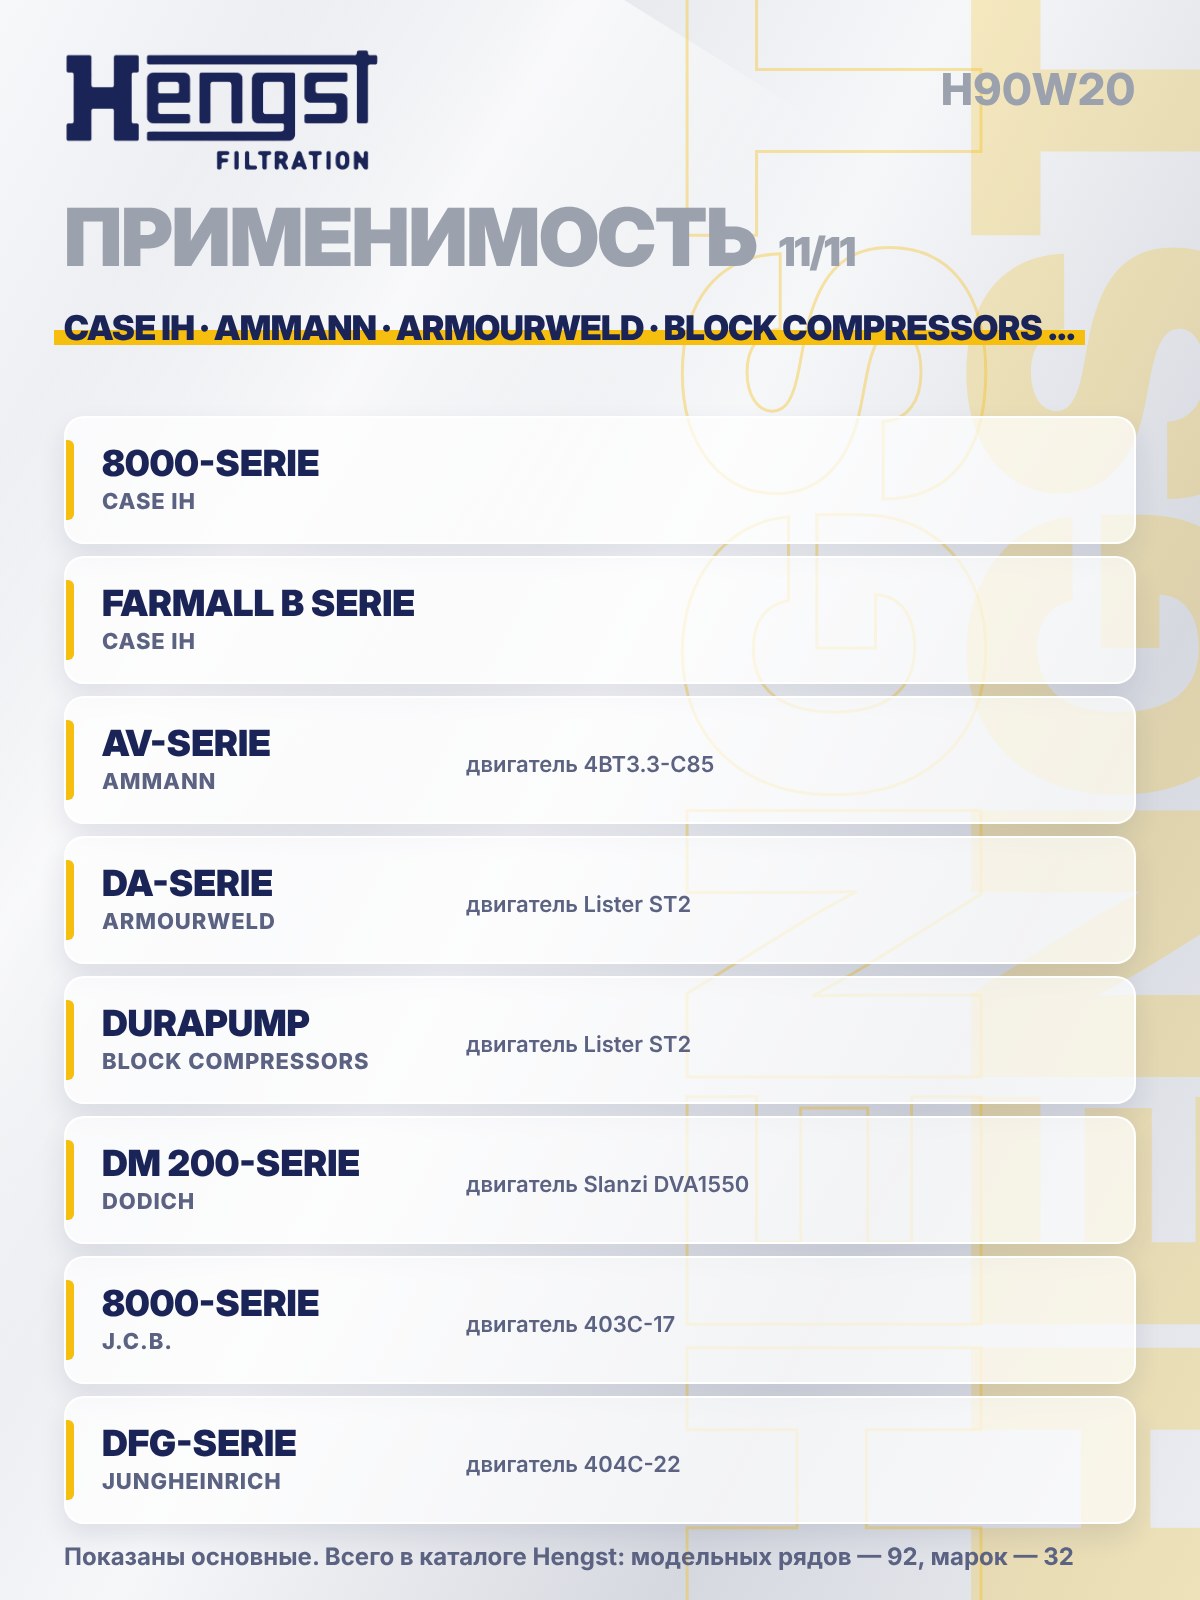 Hengst
FILTRATION
H90W20
ПРИМЕНИМОСТЬ 11/11
CASE IH · AMMANN · ARMOURWELD · BLOCK COMPRESSORS ...
8000-SERIE
CASE IH
FARMALL B SERIE
CASE IH
AV-SERIE
AMMANN
двигатель 4BT3.3-C85
DA-SERIE
ARMOURWELD
двигатель Lister ST2
DURAPUMP
BLOCK COMPRESSORS
двигатель Lister ST2
DM 200-SERIE
DODICH
двигатель Slanzi DVA1550
8000-SERIE
J.C.B.
двигатель 403C-17
DFG-SERIE
JUNGHEINRICH
двигатель 404C-22
Показаны основные. Всего в каталоге Hengst: модельных рядов — 92, марок — 32
HENGST
HENGST